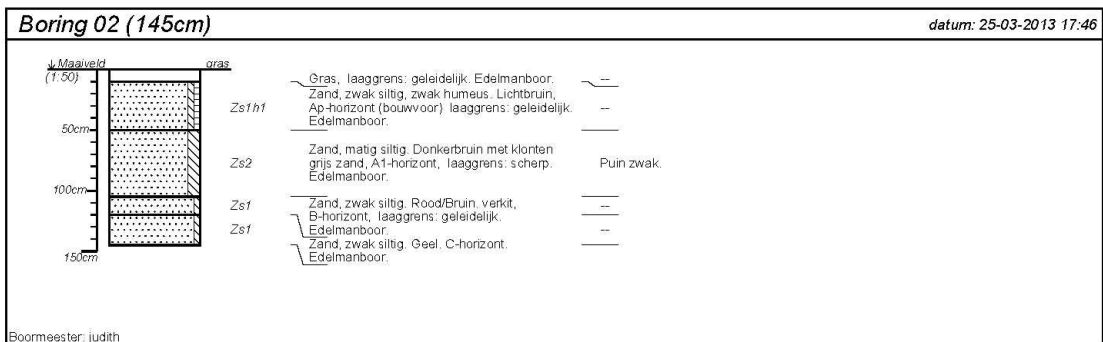 Boring 02 (145cm)
datum: 25-03-2013 17:46
↓ Maaiveld
gras
(1:50)
Gras, laaggrens: geleidelijk. Edelmanboor.
--
Zs1h1
Zand, zwak siltig, zwak humeus. Lichtbruin,
Ap-horizont (bouwvoor) laaggrens: geleidelijk.
Edelmanboor.
--
50cm
Zs2
Zand, matig siltig. Donkerbruin met klonten
grijs zand, A1-horizont, laaggrens: scherp.
Edelmanboor.
Puin zwak.
100cm
Zs1
Zand, zwak siltig. Rood/Bruin. verkit,
B-horizont, laaggrens: geleidelijk.
Edelmanboor.
--
Zs1
Zand, zwak siltig. Geel. C-horizont.
Edelmanboor.
--
150cm
Boormeester: judith